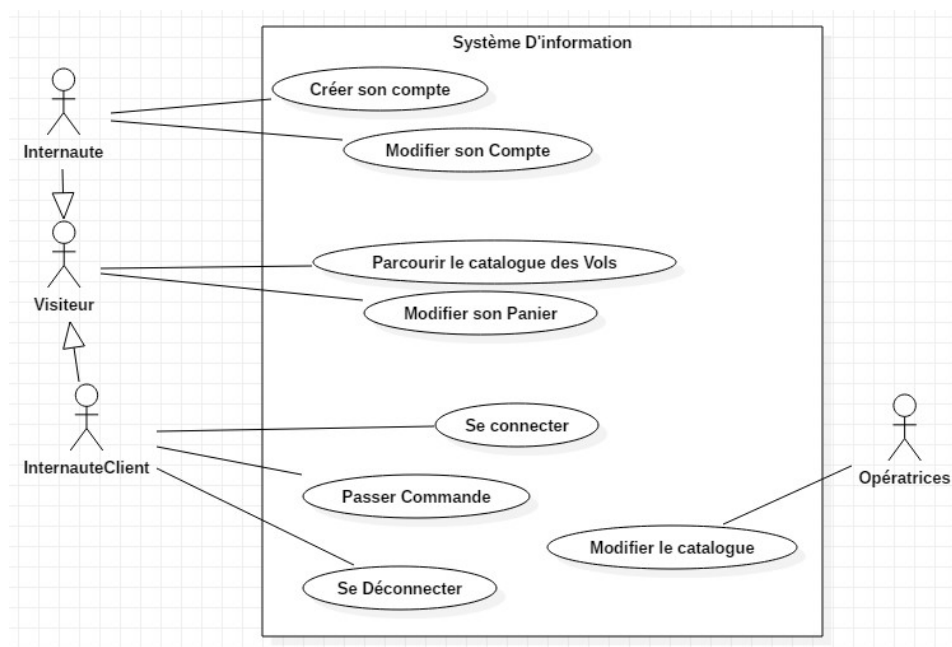 Système D'information
Créer son compte
Internaute
Modifier son Compte
Parcourir le catalogue des Vols
Visiteur
Modifier son Panier
Se connecter
InternauteClient
Opératrices
Passer Commande
Modifier le catalogue
Se Déconnecter